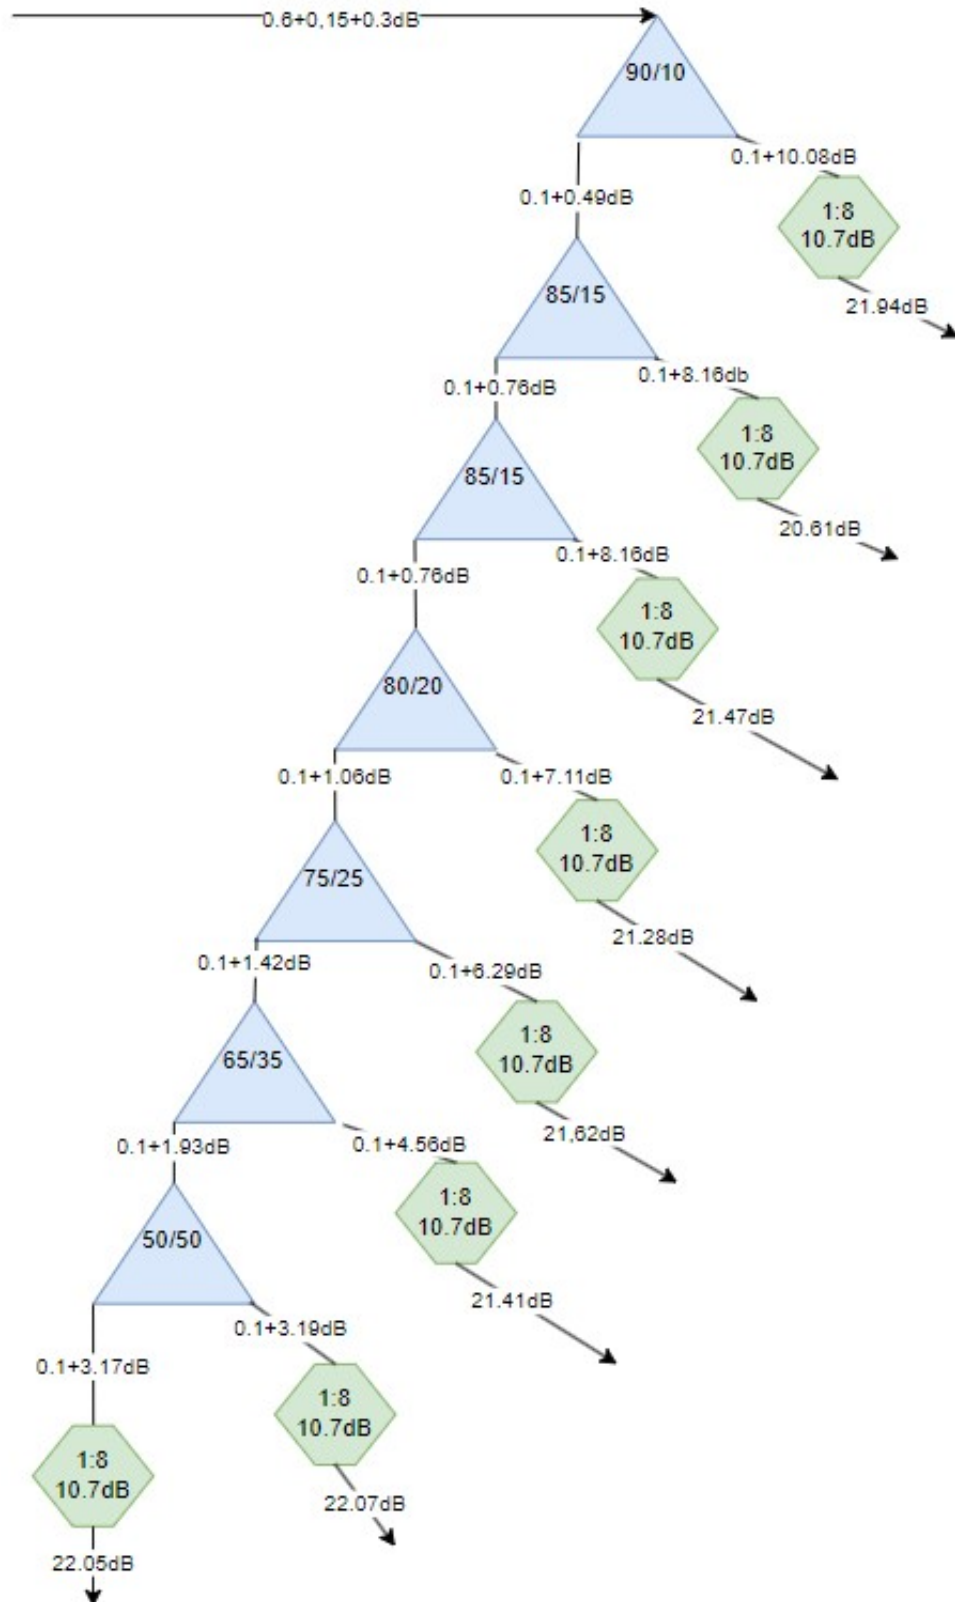 0.6+0,15+0.3dB
90/10
0.1+10.08dB
0.1+0.49dB
1:8
10.7dB
85/15
21.94dB
0.1+0.76dB
0.1+8.16db
1:8
10.7dB
85/15
20.61dB
0.1+0.76dB
0.1+8.16dB
1:8
10.7dB
80/20
21.47dB
0.1+1.06dB
0.1+7.11dB
1:8
10.7dB
75/25
21.28dB
0.1+1.42dB
0.1+6.29dB
1:8
10.7dB
65/35
21,62dB
0.1+1.93dB
0.1+4.56dB
1:8
10.7dB
50/50
21.41dB
0.1+3.19dB
0.1+3.17dB
1:8
10.7dB
1:8
10.7dB
22.07dB
22.05dB